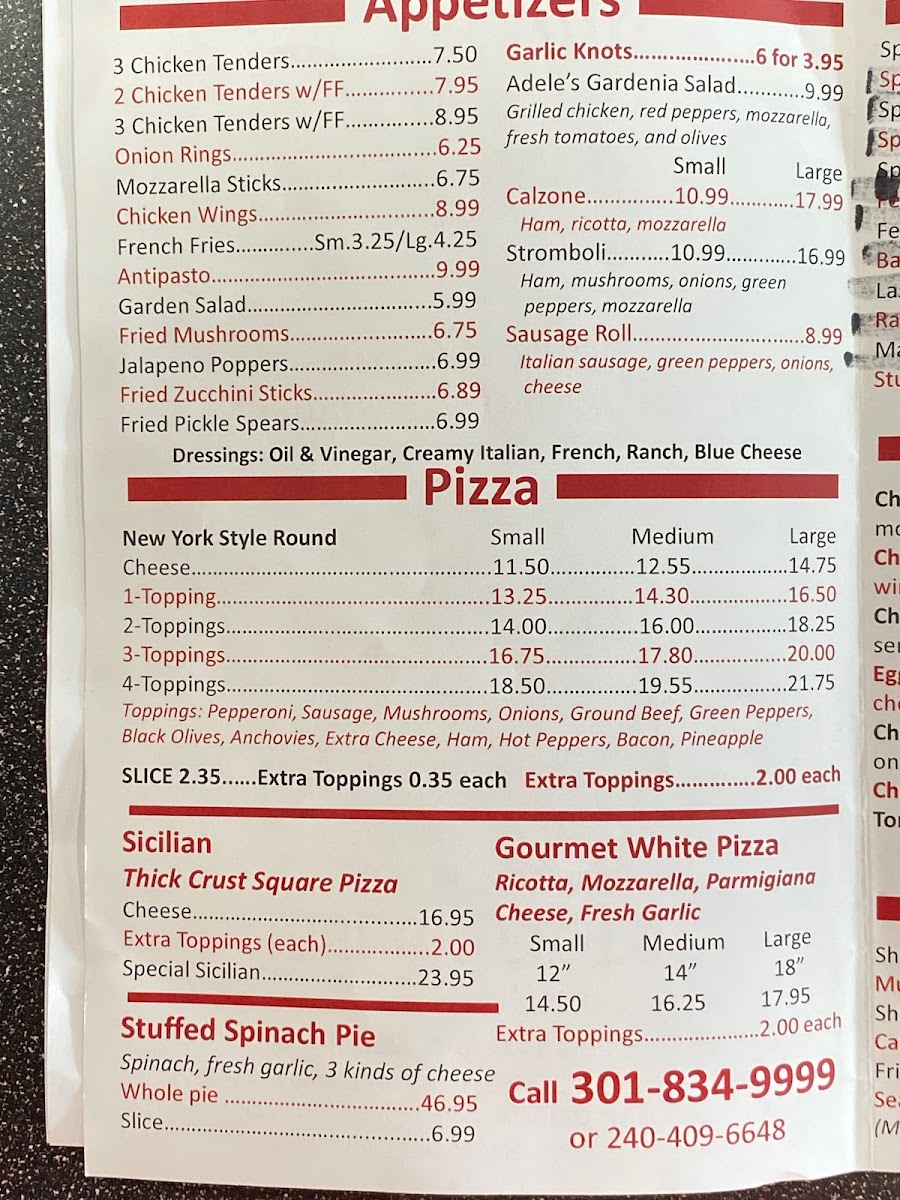 Appetizers
3 Chicken Tenders........................7.50
2 Chicken Tenders w/FF...............7.95
3 Chicken Tenders w/FF...............8.95
Onion Rings..................................6.25
Mozzarella Sticks.........................6.75
Chicken Wings.............................8.99
French Fries.............Sm.3.25/Lg.4.25
Antipasto.....................................9.99
Garden Salad...............................5.99
Fried Mushrooms........................6.75
Jalapeno Poppers.........................6.99
Fried Zucchini Sticks.....................6.89
Fried Pickle Spears.......................6.99
Garlic Knots.....................6 for 3.95
Adele's Gardenia Salad............9.99
Grilled chicken, red peppers, mozzarella,
fresh tomatoes, and olives
Small Large
Calzone...............10.99............17.99
Ham, ricotta, mozzarella
Stromboli...........10.99............16.99
Ham, mushrooms, onions, green
peppers, mozzarella
Sausage Roll..............................8.99
Italian sausage, green peppers, onions,
cheese
Dressings: Oil & Vinegar, Creamy Italian, French, Ranch, Blue Cheese
Pizza
New York Style Round Small Medium Large
Cheese....................................................11.50...............12.55.................14.75
1-Topping...............................................13.25...............14.30.................16.50
2-Toppings..............................................14.00...............16.00.................18.25
3-Toppings..............................................16.75...............17.80.................20.00
4-Toppings..............................................18.50...............19.55.................21.75
Toppings: Pepperoni, Sausage, Mushrooms, Onions, Ground Beef, Green Peppers,
Black Olives, Anchovies, Extra Cheese, Ham, Hot Peppers, Bacon, Pineapple
SLICE 2.35......Extra Toppings 0.35 each Extra Toppings..............2.00 each
Sicilian
Thick Crust Square Pizza
Cheese......................................16.95
Extra Toppings (each)..................2.00
Special Sicilian...........................23.95
Stuffed Spinach Pie
Spinach, fresh garlic, 3 kinds of cheese
Whole pie .................................46.95
Slice............................................6.99
Gourmet White Pizza
Ricotta, Mozzarella, Parmigiana
Cheese, Fresh Garlic
Small Medium Large
12” 14” 18”
14.50 16.25 17.95
Extra Toppings....................2.00 each
Call 301-834-9999
or 240-409-6648